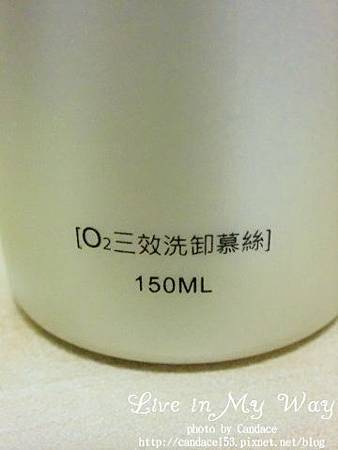 [O₂三效洗卸慕絲]
150ML
Live in My Way
photo by Candace
http://candace153.pixnet.net/blog